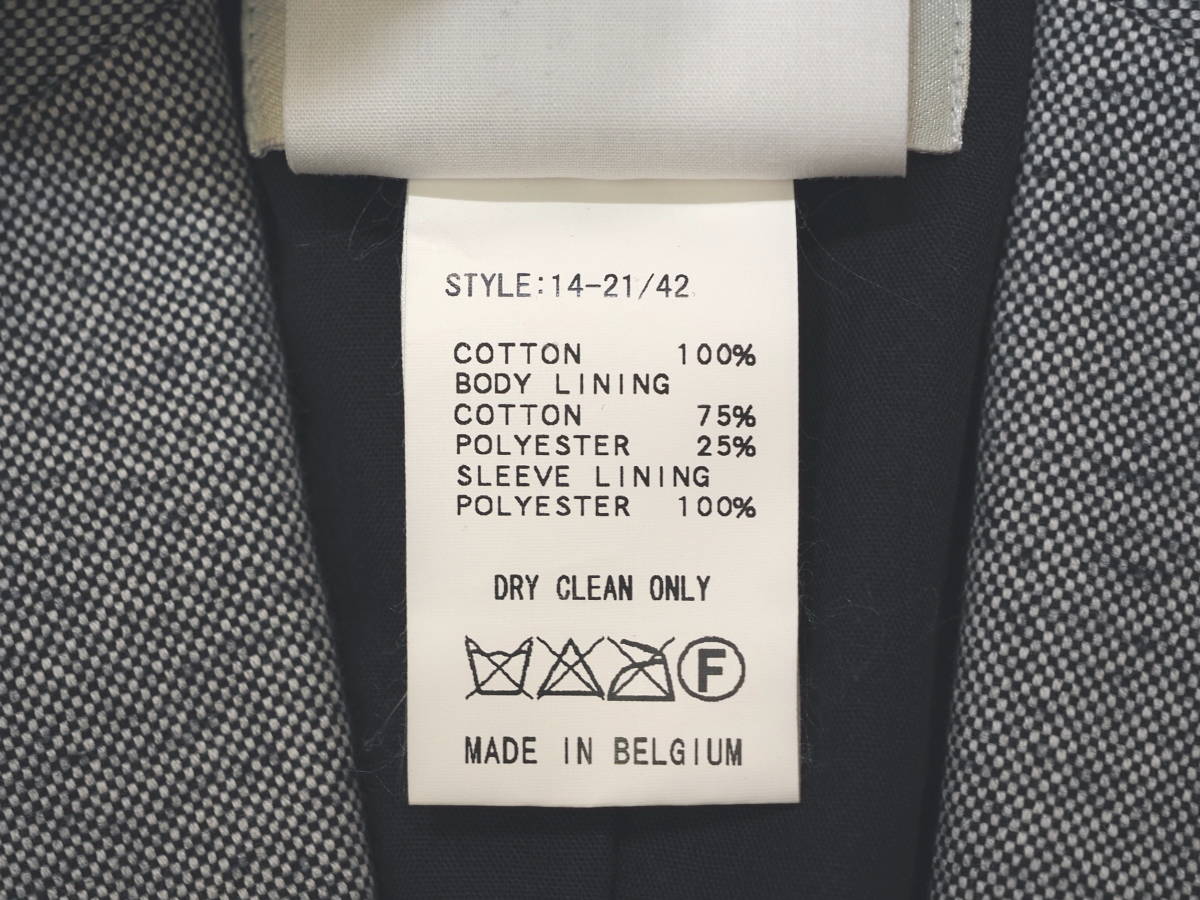 STYLE:14-21/42
COTTON 100%
BODY LINING
COTTON 75%
POLYESTER 25%
SLEEVE LINING
POLYESTER 100%
DRY CLEAN ONLY
F
MADE IN BELGIUM